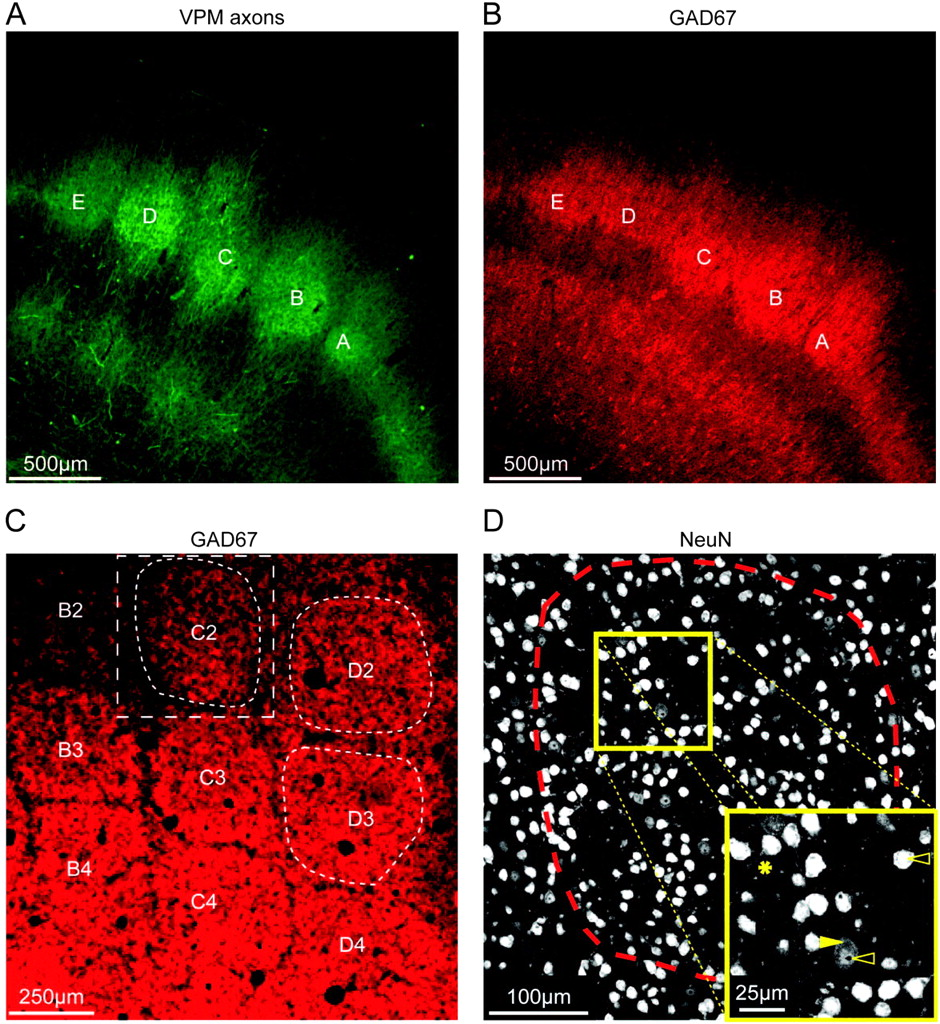 A
VPM axons
E
D
C
B
A
500µm
B
GAD67
E
D
C
B
A
500µm
C
GAD67
B2
C2
D2
B3
C3
D3
B4
C4
D4
250µm
D
NeuN
*
100µm
25µm